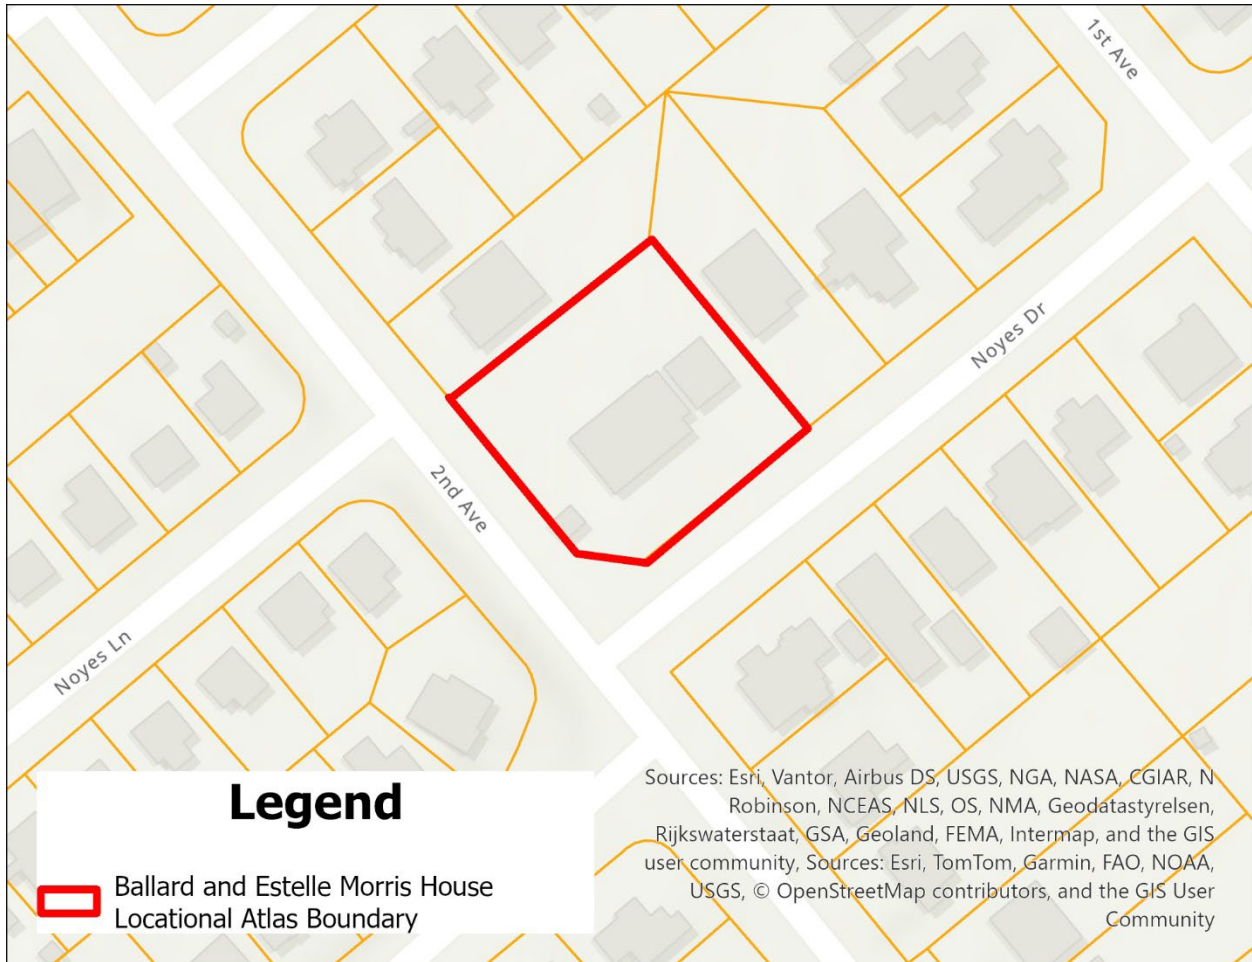 1st Ave
Noyes Dr
2nd Ave
Noyes Ln
Legend
Ballard and Estelle Morris House
Locational Atlas Boundary
Sources: Esri, Vantor, Airbus DS, USGS, NGA, NASA, CGIAR, N
Robinson, NCEAS, NLS, OS, NMA, Geodatastyrelsen,
Rijkswaterstaat, GSA, Geoland, FEMA, Intermap, and the GIS
user community, Sources: Esri, TomTom, Garmin, FAO, NOAA,
USGS, © OpenStreetMap contributors, and the GIS User
Community